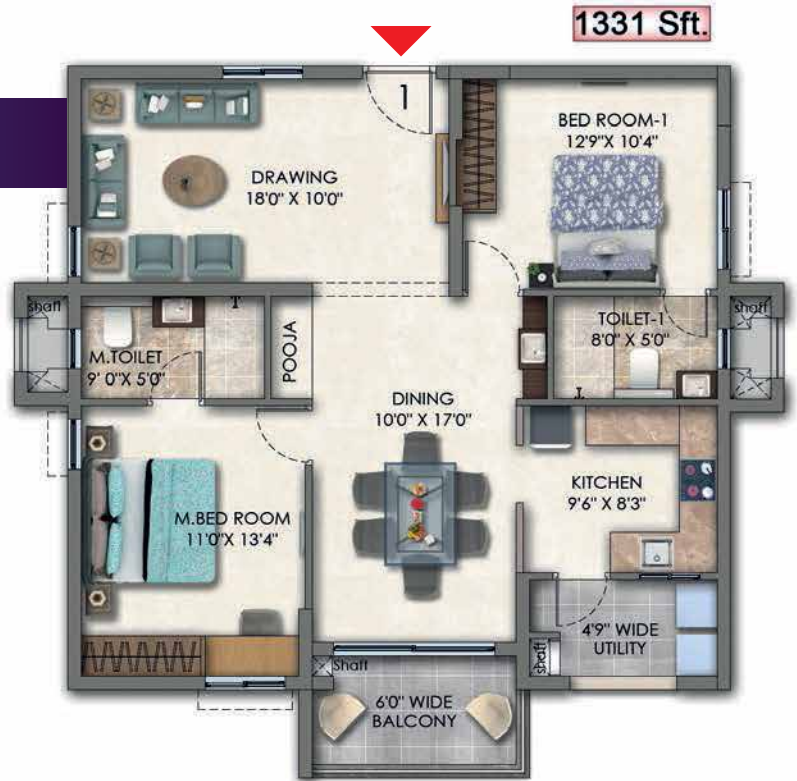 1331 Sft.
1
BED ROOM-1
12'9"X 10'4"
DRAWING
18'0" X 10'0"
shaft
T
M.TOILET
9' 0"X 5'0"
POOJA
TOILET-1
8'0" X 5'0"
shaft
DINING
10'0" X 17'0"
KITCHEN
9'6" X 8'3"
M.BED ROOM
11'0"X 13'4"
4'9" WIDE
UTILITY
shaft
Shaft
6'0" WIDE
BALCONY